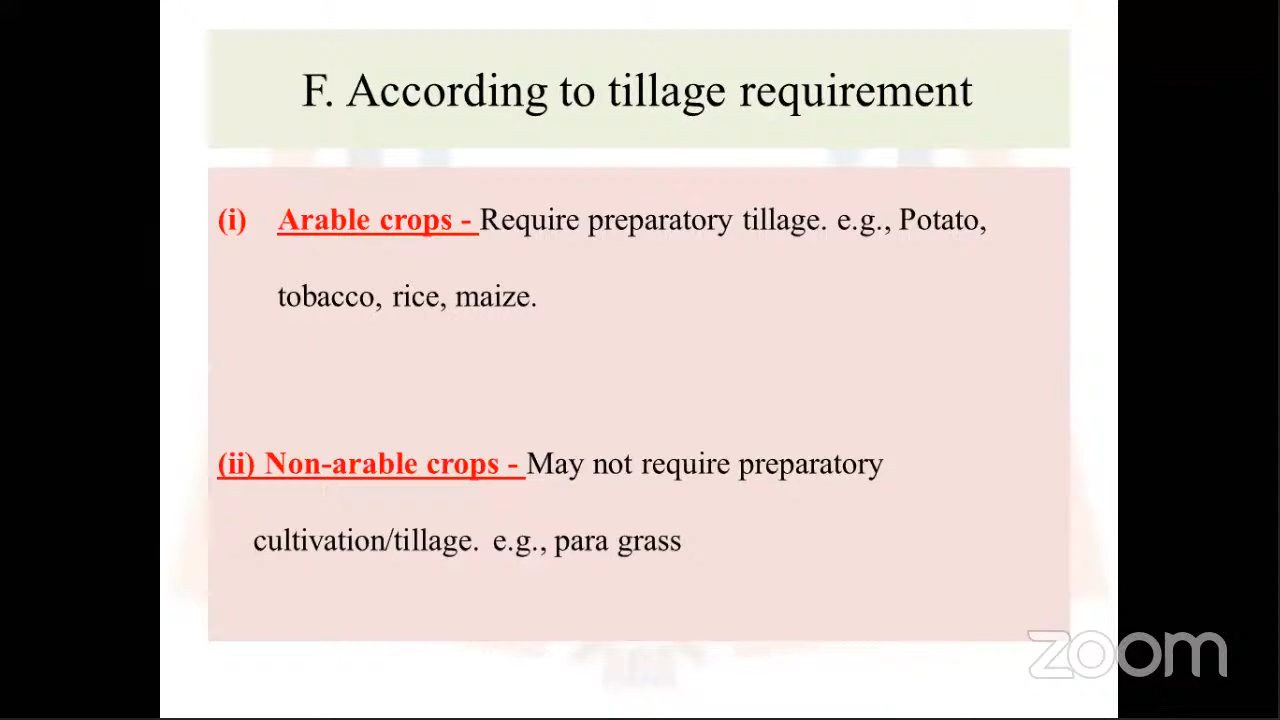 F. According to tillage requirement
(i) Arable crops - Require preparatory tillage. e.g., Potato,
tobacco, rice, maize.
(ii) Non-arable crops - May not require preparatory
cultivation/tillage. e.g., para grass
zoom